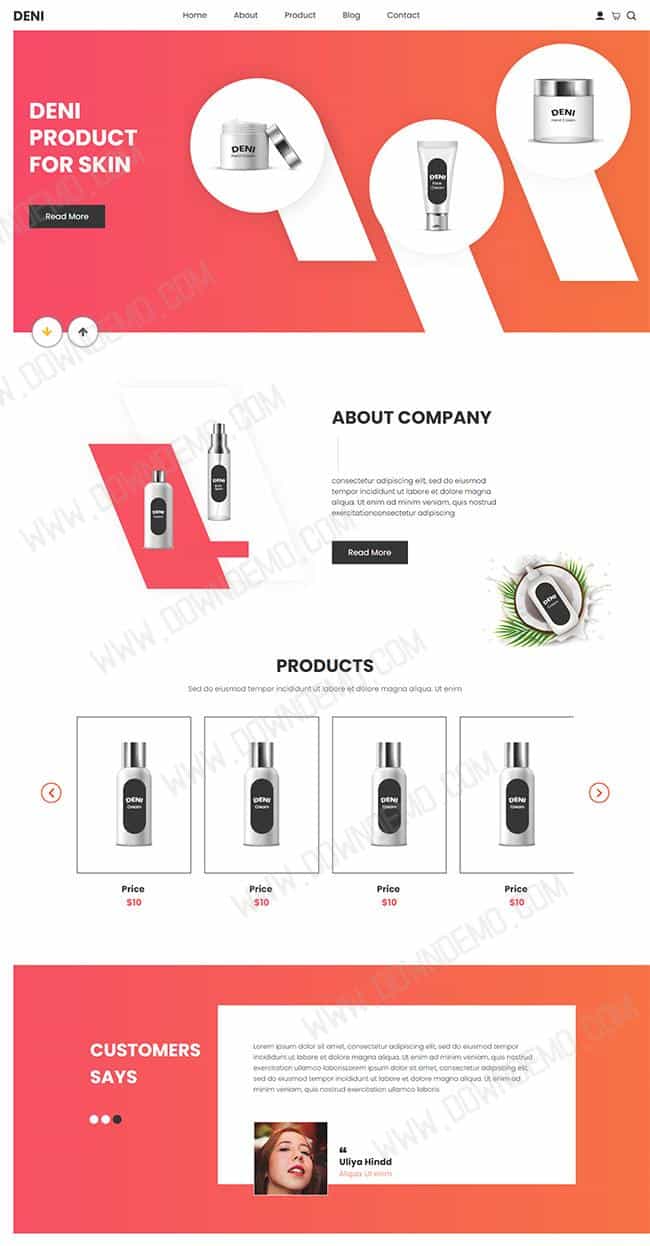 DENI
Home About Product Blog Contact
DENI
PRODUCT
FOR SKIN
Read More
DENI
Hand Cream
DENI
Face
Cream
DENI
Hand Cream
WWW.DOWNDEMO.COM
ABOUT COMPANY
consectetur adipiscing elit, sed do eiusmod
tempor incididunt ut labore et dolore magna
aliqua. Ut enim ad minim veniam, quis nostrud
exercitationconsectetur adipiscing
Read More
DENI
DENI
DENI
Cream
PRODUCTS
Sed do eiusmod tempor incididunt ut labore et dolore magna aliqua. Ut enim
DENI
Cream
DENI
Cream
DENI
Cream
DENI
Cream
Price Price Price Price
$10 $10 $10 $10
WWW.DOWNDEMO.COM
CUSTOMERS
SAYS
Lorem ipsum dolor sit amet, consectetur adipiscing elit, sed do eiusmod tempor
incididunt ut labore et dolore magna aliqua. Ut enim ad minim veniam, quis nostrud
exercitation ullamco laborisLorem ipsum dolor sit amet, consectetur adipiscing elit,
sed do eiusmod tempor incididunt ut labore et dolore magna aliqua. Ut enim ad
minim veniam, quis nostrud exercitation ullamco laboris
❝
Uliya Hindd
Aliqua Ut enim